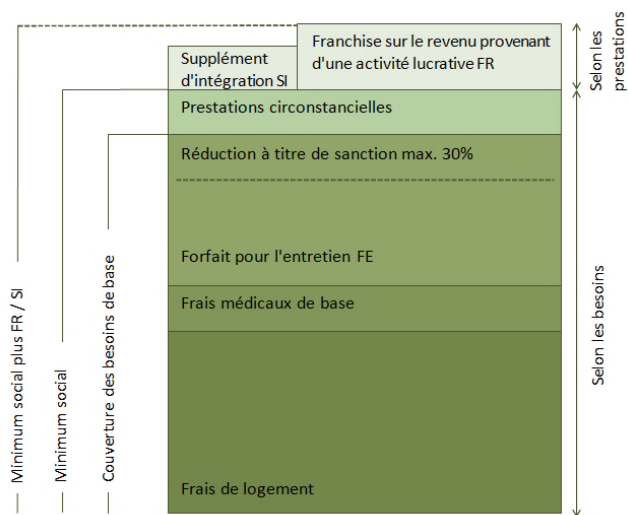 Supplément
d'intégration SI
Franchise sur le revenu provenant
d'une activité lucrative FR
Prestations circonstancielles
Réduction à titre de sanction max. 30%
Forfait pour l'entretien FE
Frais médicaux de base
Frais de logement
Minimum social plus FR / SI
Minimum social
Couverture des besoins de base
Selon les
prestations
Selon les besoins